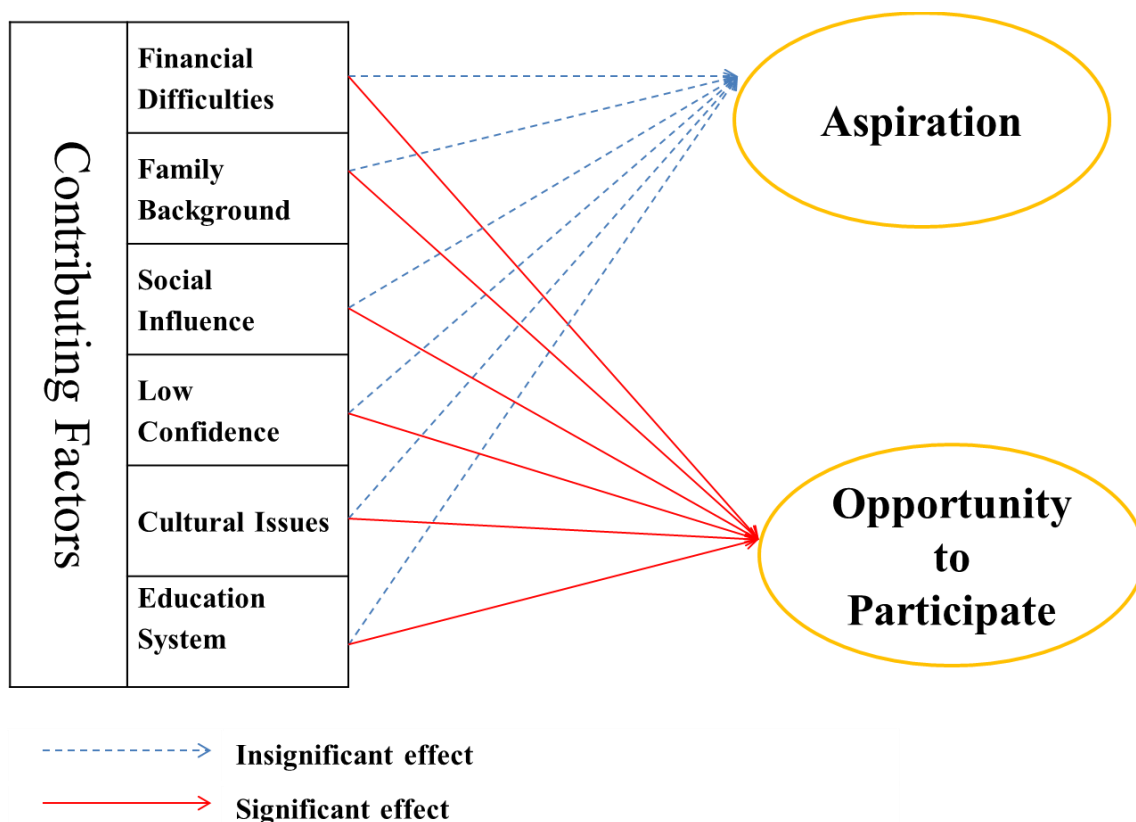 Contributing Factors
Financial
Difficulties
Family
Background
Social
Influence
Low
Confidence
Cultural Issues
Education
System
Aspiration
Opportunity
to
Participate
Insignificant effect
Significant effect